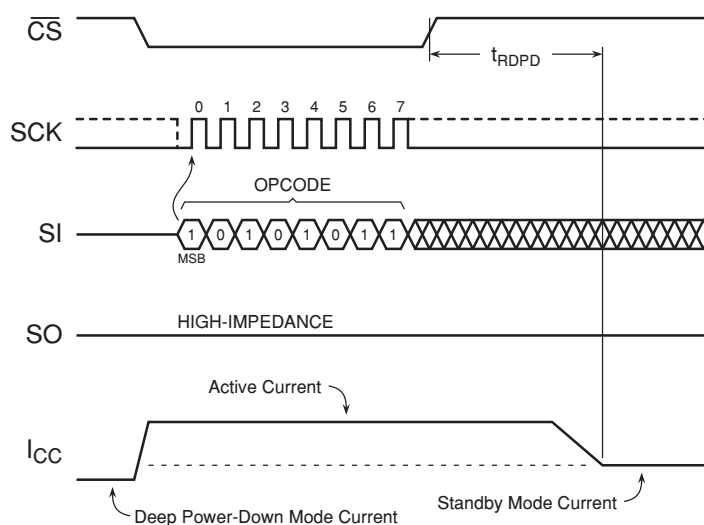 CS
tRDPD
0 1 2 3 4 5 6 7
SCK
OPCODE
SI
1 0 1 0 1 0 1 1
MSB
HIGH-IMPEDANCE
SO
Active Current
ICC
Standby Mode Current
Deep Power-Down Mode Current